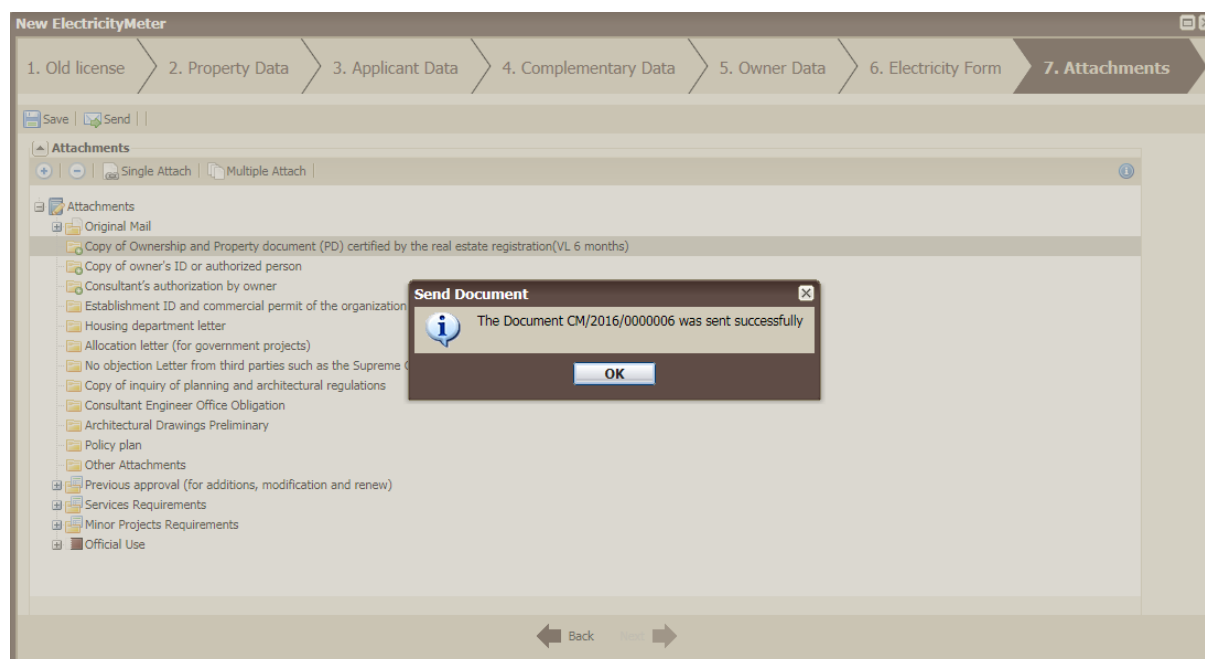 New ElectricityMeter
1. Old license
2. Property Data
3. Applicant Data
4. Complementary Data
5. Owner Data
6. Electricity Form
7. Attachments
Save | Send | |
Attachments
Single Attach | Multiple Attach |
Attachments
Original Mail
Copy of Ownership and Property document (PD) certified by the real estate registration(VL 6 months)
Copy of owner's ID or authorized person
Consultant's authorization by owner
Establishment ID and commercial permit of the organization
Housing department letter
Allocation letter (for government projects)
No objection Letter from third parties such as the Supreme
Copy of inquiry of planning and architectural regulations
Consultant Engineer Office Obligation
Architectural Drawings Preliminary
Policy plan
Other Attachments
Previous approval (for additions, modification and renew)
Services Requirements
Minor Projects Requirements
Official Use
Send Document
The Document CM/2016/0000006 was sent successfully
OK
Back
Next